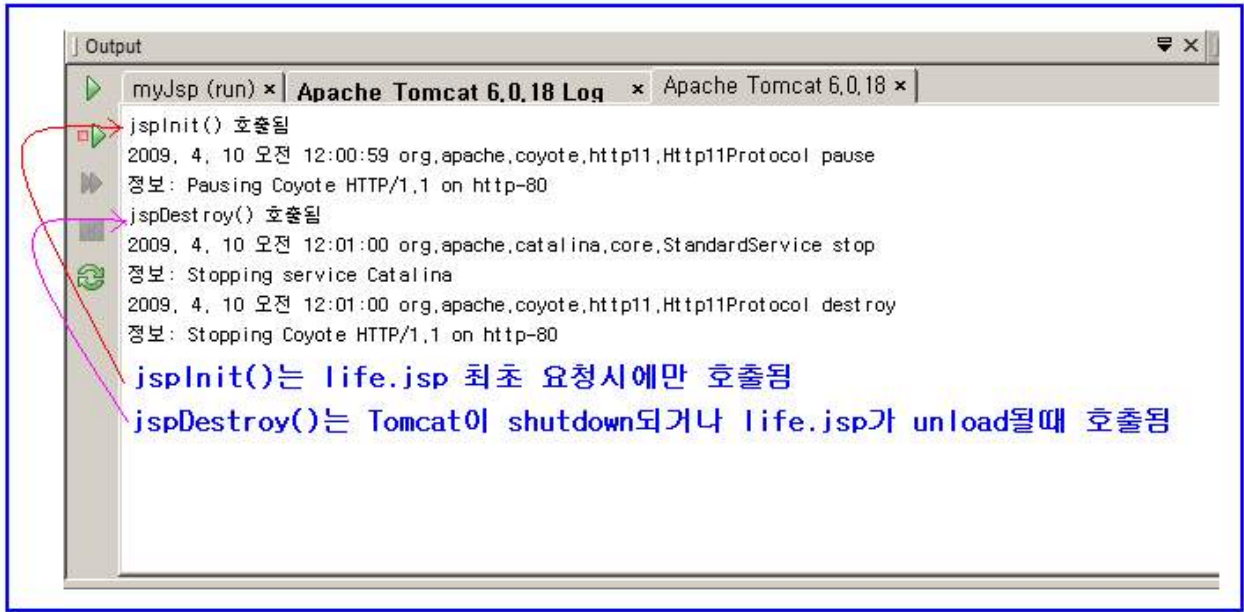 Output
myJsp (run) × Apache Tomcat 6,0,18 Log × Apache Tomcat 6,0,18 ×
jspInit() 호출됨
2009, 4, 10 오전 12:00:59 org,apache,coyote,http11,Http11Protocol pause
정보: Pausing Coyote HTTP/1,1 on http-80
jspDestroy() 호출됨
2009, 4, 10 오전 12:01:00 org,apache,catalina,core,StandardService stop
정보: Stopping service Catalina
2009, 4, 10 오전 12:01:00 org,apache,coyote,http11,Http11Protocol destroy
정보: Stopping Coyote HTTP/1,1 on http-80
jspInit()는 life.jsp 최초 요청시에만 호출됨
jspDestroy()는 Tomcat이 shutdown되거나 life.jsp가 unload될때 호출됨